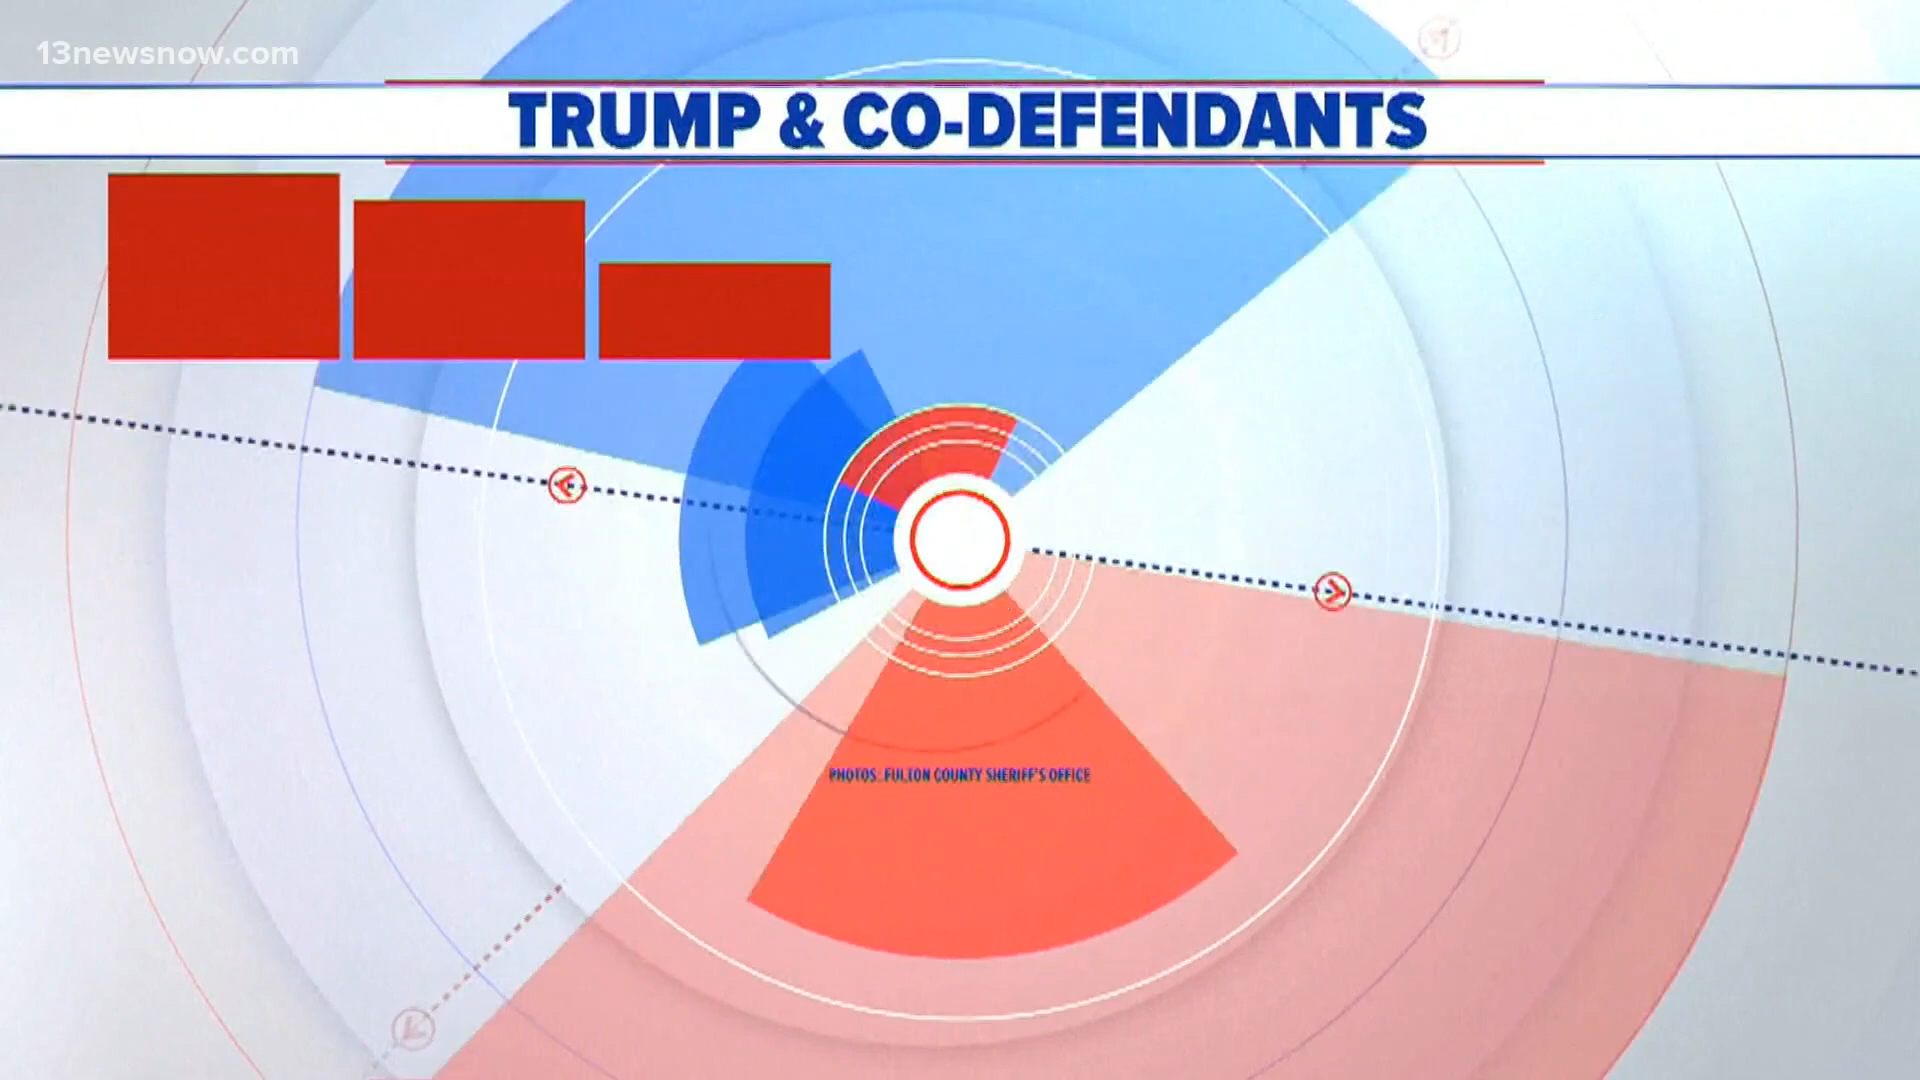 13newsnow.com
TRUMP & CO-DEFENDANTS
PHOTOS: FULTON COUNTY SHERIFF'S OFFICE